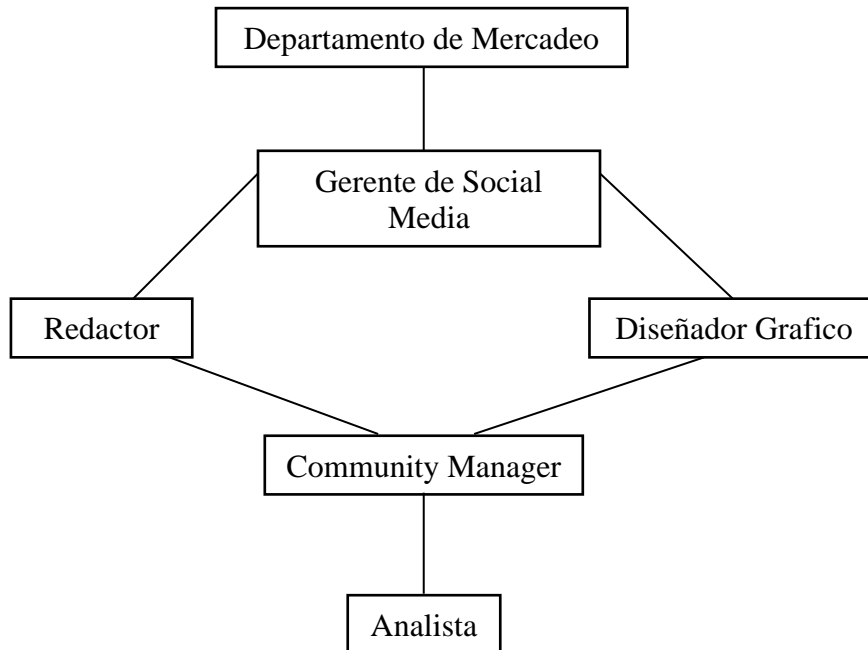 Departamento de Mercadeo
Gerente de Social
Media
Redactor
Diseñador Grafico
Community Manager
Analista